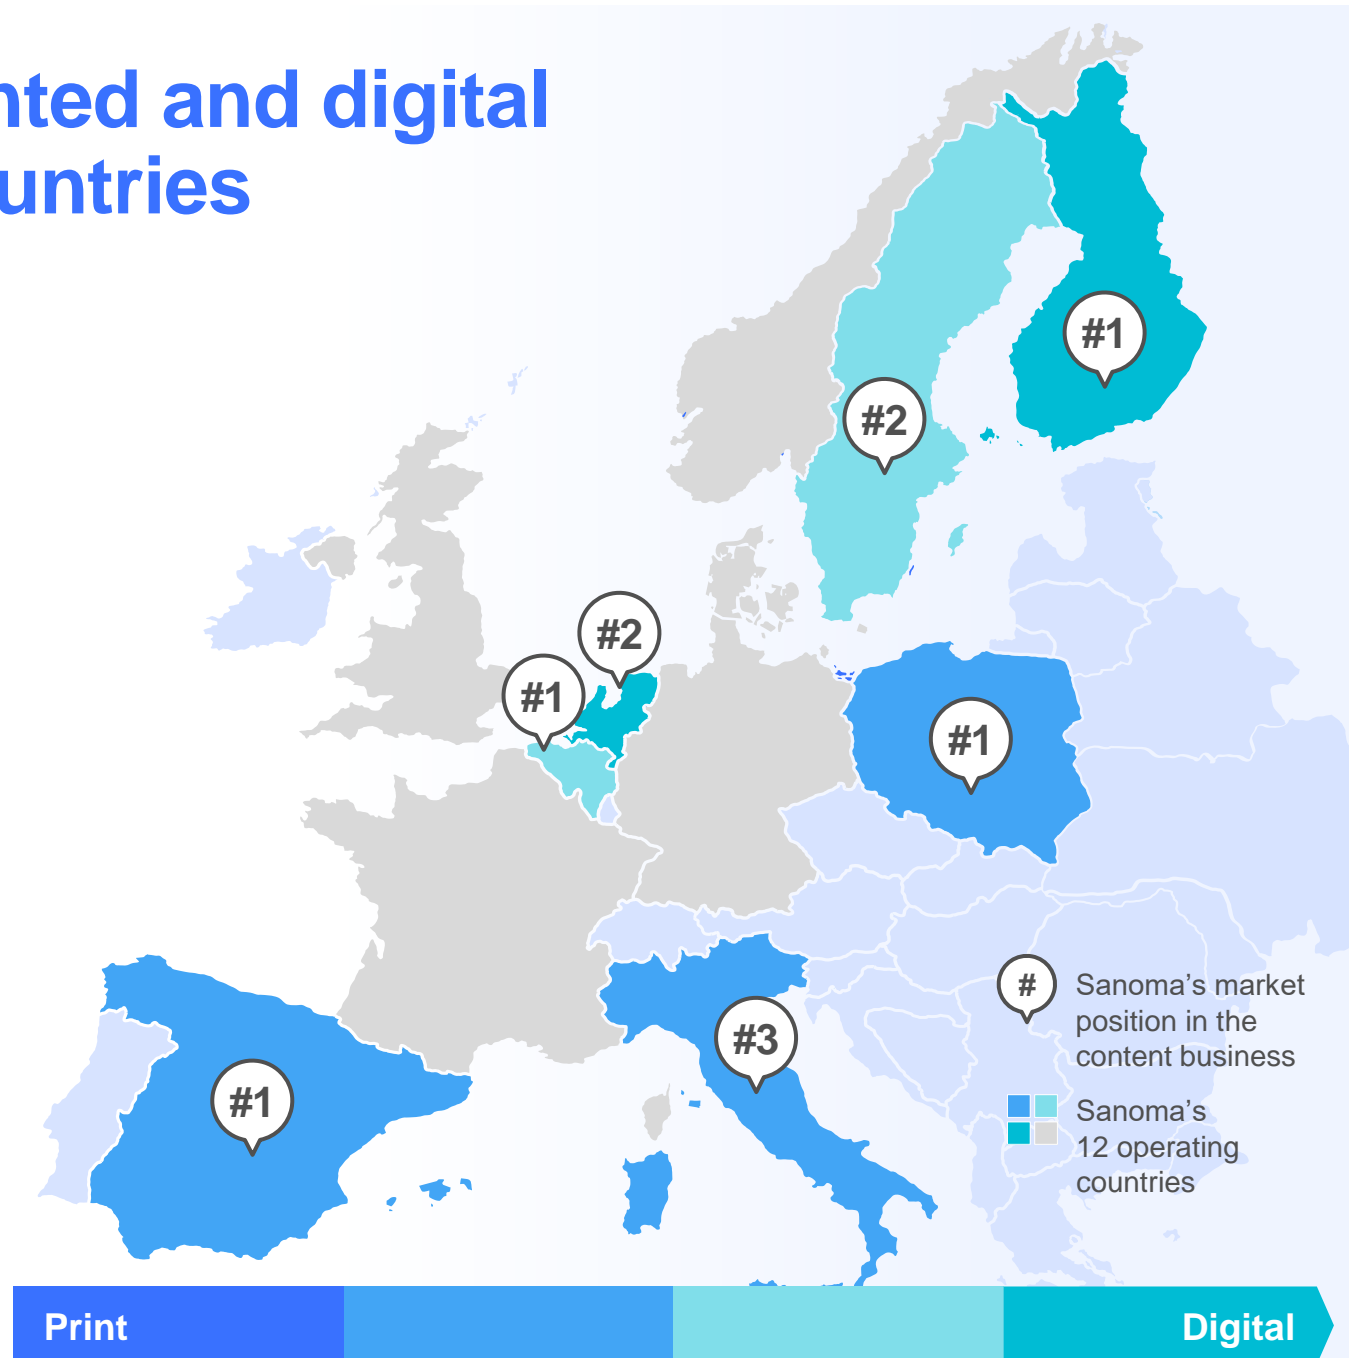 nted and digital
untries
#1
#2
#2
#1
#1
#3
#1
# Sanoma’s market
position in the
content business
Sanoma’s
12 operating
countries
Print
Digital